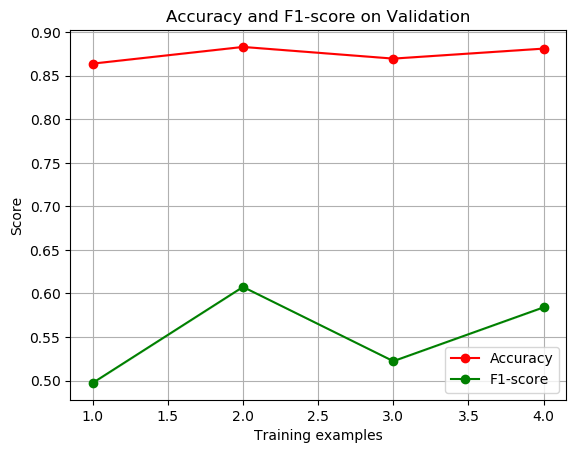 Accuracy and F1-score on Validation
0.90
0.85
0.80
0.75
0.70
0.65
0.60
0.55
0.50
Score
1.0 1.5 2.0 2.5 3.0 3.5 4.0
Training examples
Accuracy
F1-score